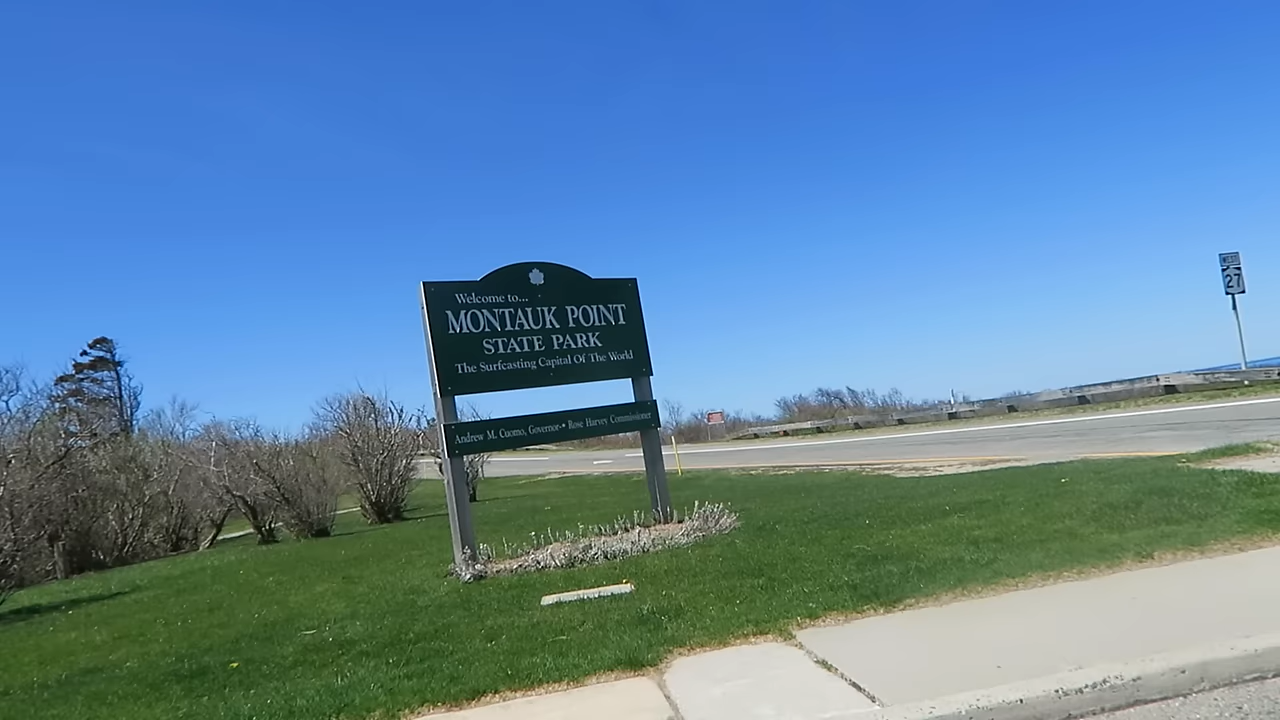 Welcome to...
MONTAUK POINT
STATE PARK
The Surfcasting Capital Of The World
Andrew M. Cuomo, Governor•• Rose Harvey Commissioner
WEST
27